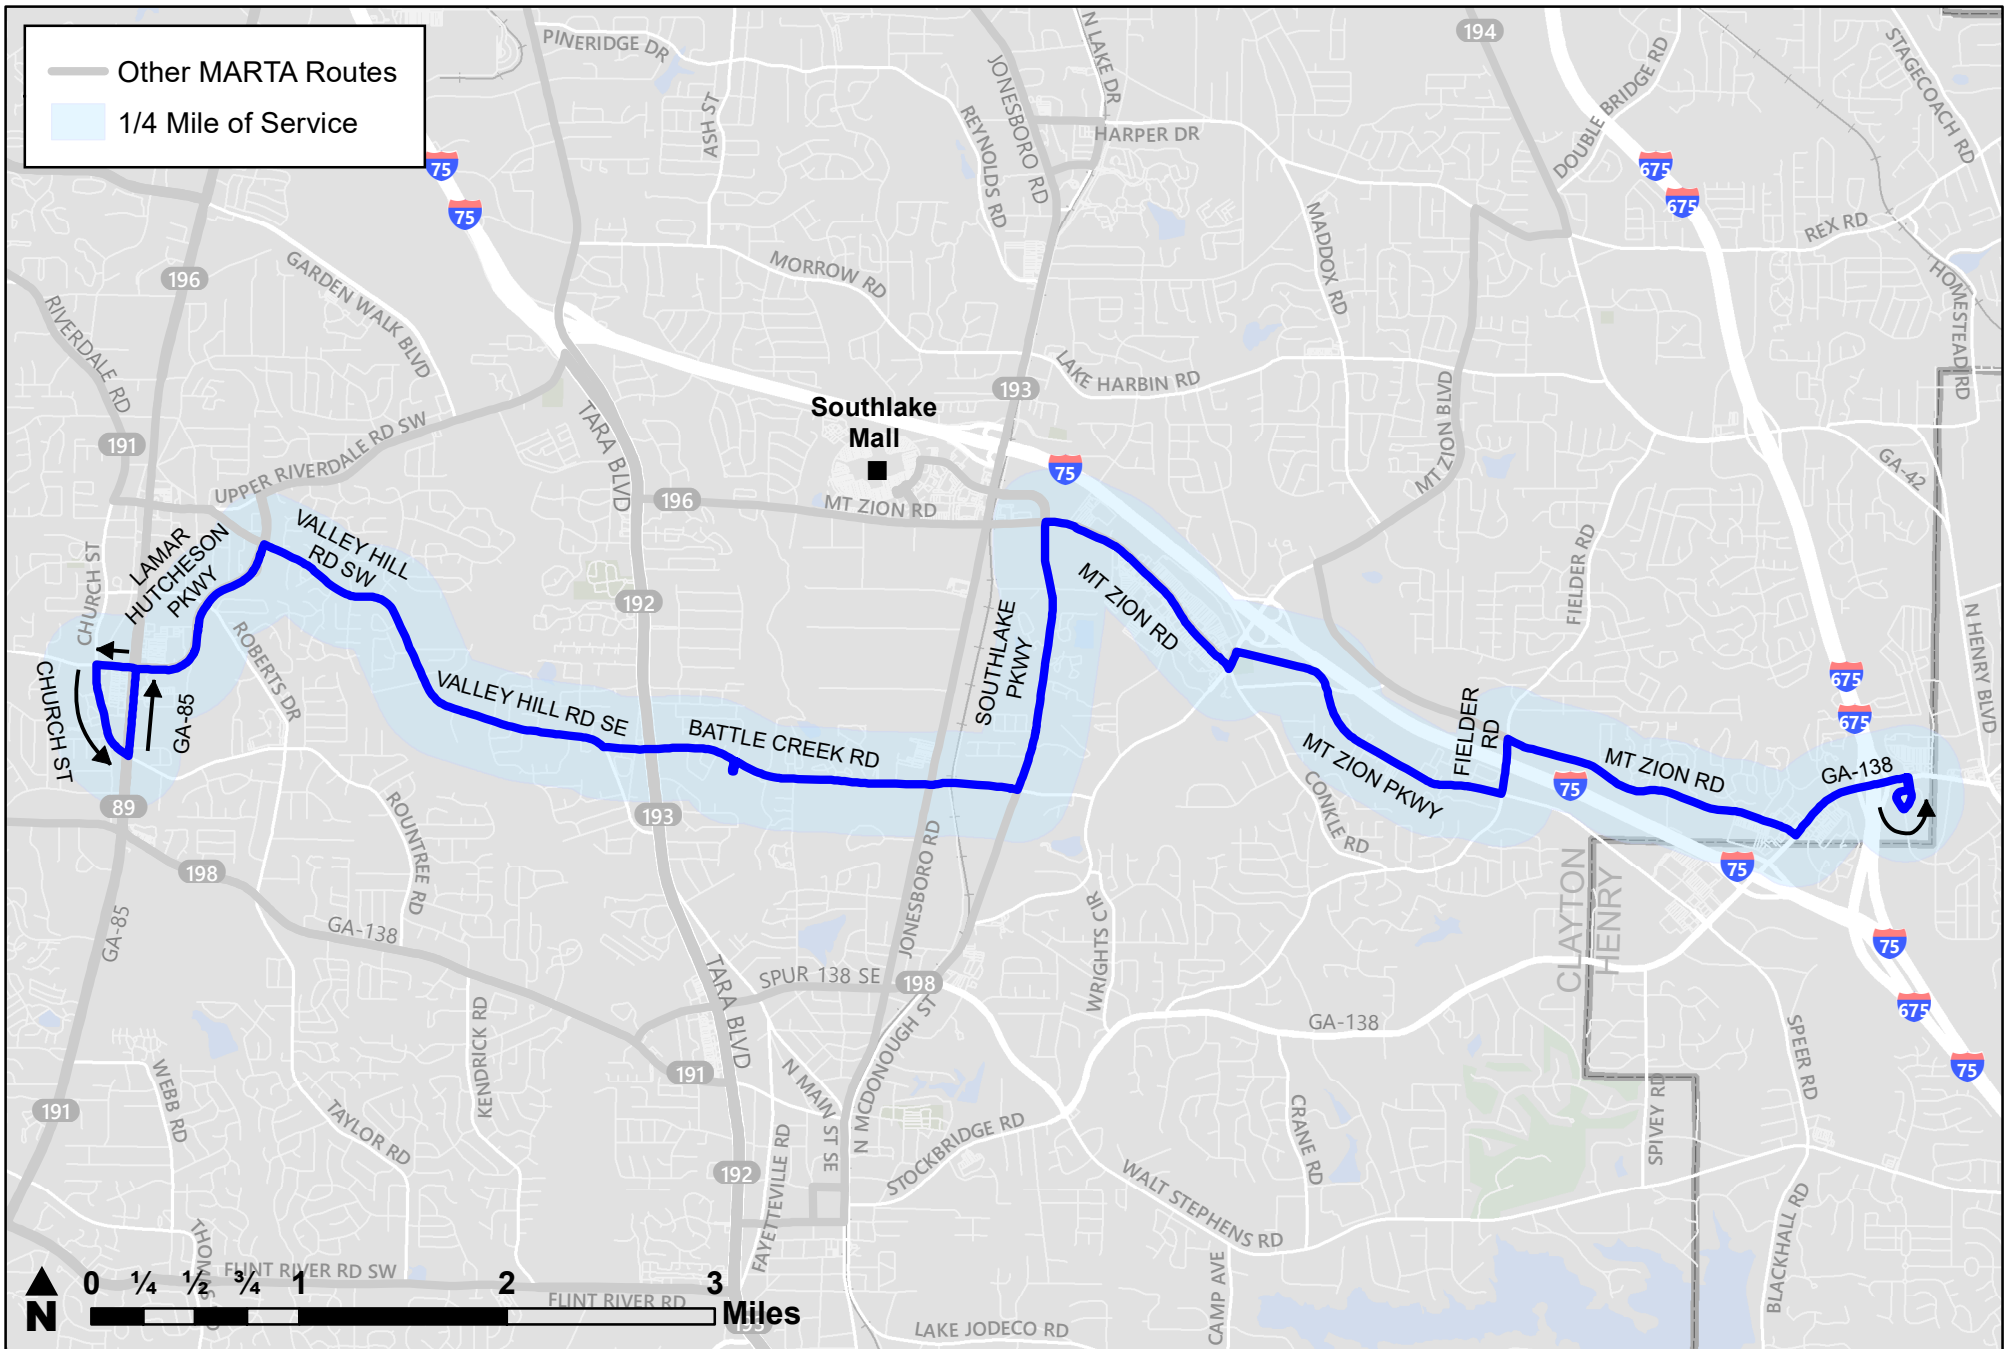 Other MARTA Routes
1/4 Mile of Service
PINERIDGE DR
ASH ST
N LAKE DR
JONESBORO RD
REYNOLDS RD
HARPER DR
194
DOUBLE BRIDGE RD
STAGECOACH RD
75
75
675
675
REX RD
HOMESTEAD RD
196
GARDEN WALK BLVD
RIVERDALE RD
MORROW RD
MADDOX RD
LAKE HARBIN RD
193
Southlake
Mall
191
UPPER RIVERDALE RD SW
TARA BLVD
196
MT ZION RD
75
MT ZION BLVD
GA-42
CHURCH ST
LAMAR
HUTCHESON
PKWY
VALLEY HILL
RD SW
192
MT ZION RD
FIELDER RD
N HENRY BLVD
ROBERTS DR
CHURCH ST
GA-85
VALLEY HILL RD SE
BATTLE CREEK RD
SOUTHLAKE
PKWY
FIELDER
RD
MT ZION PKWY
MT ZION RD
GA-138
675
675
75
89
193
ROUNTREE RD
CONKLE RD
75
198
GA-138
GA-85
JONESBORO RD
WRIGHTS CIR
CLAYTON
HENRY
75
675
75
SPUR 138 SE
198
TARA BLVD
KENDRICK RD
GA-138
SPEER RD
191
WEBB RD
TAYLOR RD
191
N MAIN ST SE
N MCDONOUGH ST
STOCKBRIDGE RD
CRANE RD
SPIVEY RD
192
FAYETTEVILLE RD
WALT STEPHENS RD
CAMP AVE
BLACKHALL RD
FLINT RIVER RD SW
FLINT RIVER RD
LAKE JODECO RD
193
N
0 ¼ ½ ¾ 1 2 3
Miles